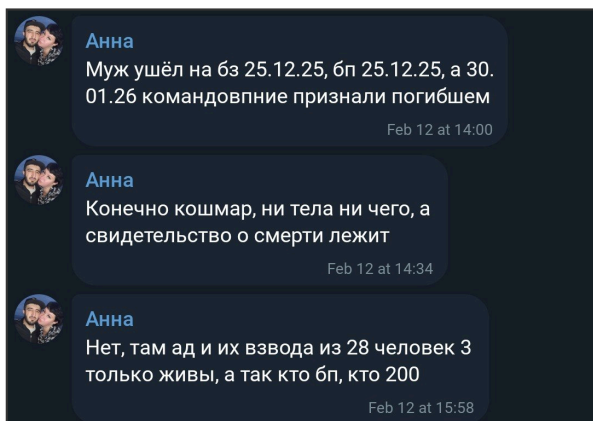 Анна
Муж ушёл на бз 25.12.25, бп 25.12.25, а 30.
01.26 командовпние признали погибшем
Feb 12 at 14:00
Анна
Конечно кошмар, ни тела ни чего, а
свидетельство о смерти лежит
Feb 12 at 14:34
Анна
Нет, там ад и их взвода из 28 человек 3
только живы, а так кто бп, кто 200
Feb 12 at 15:58